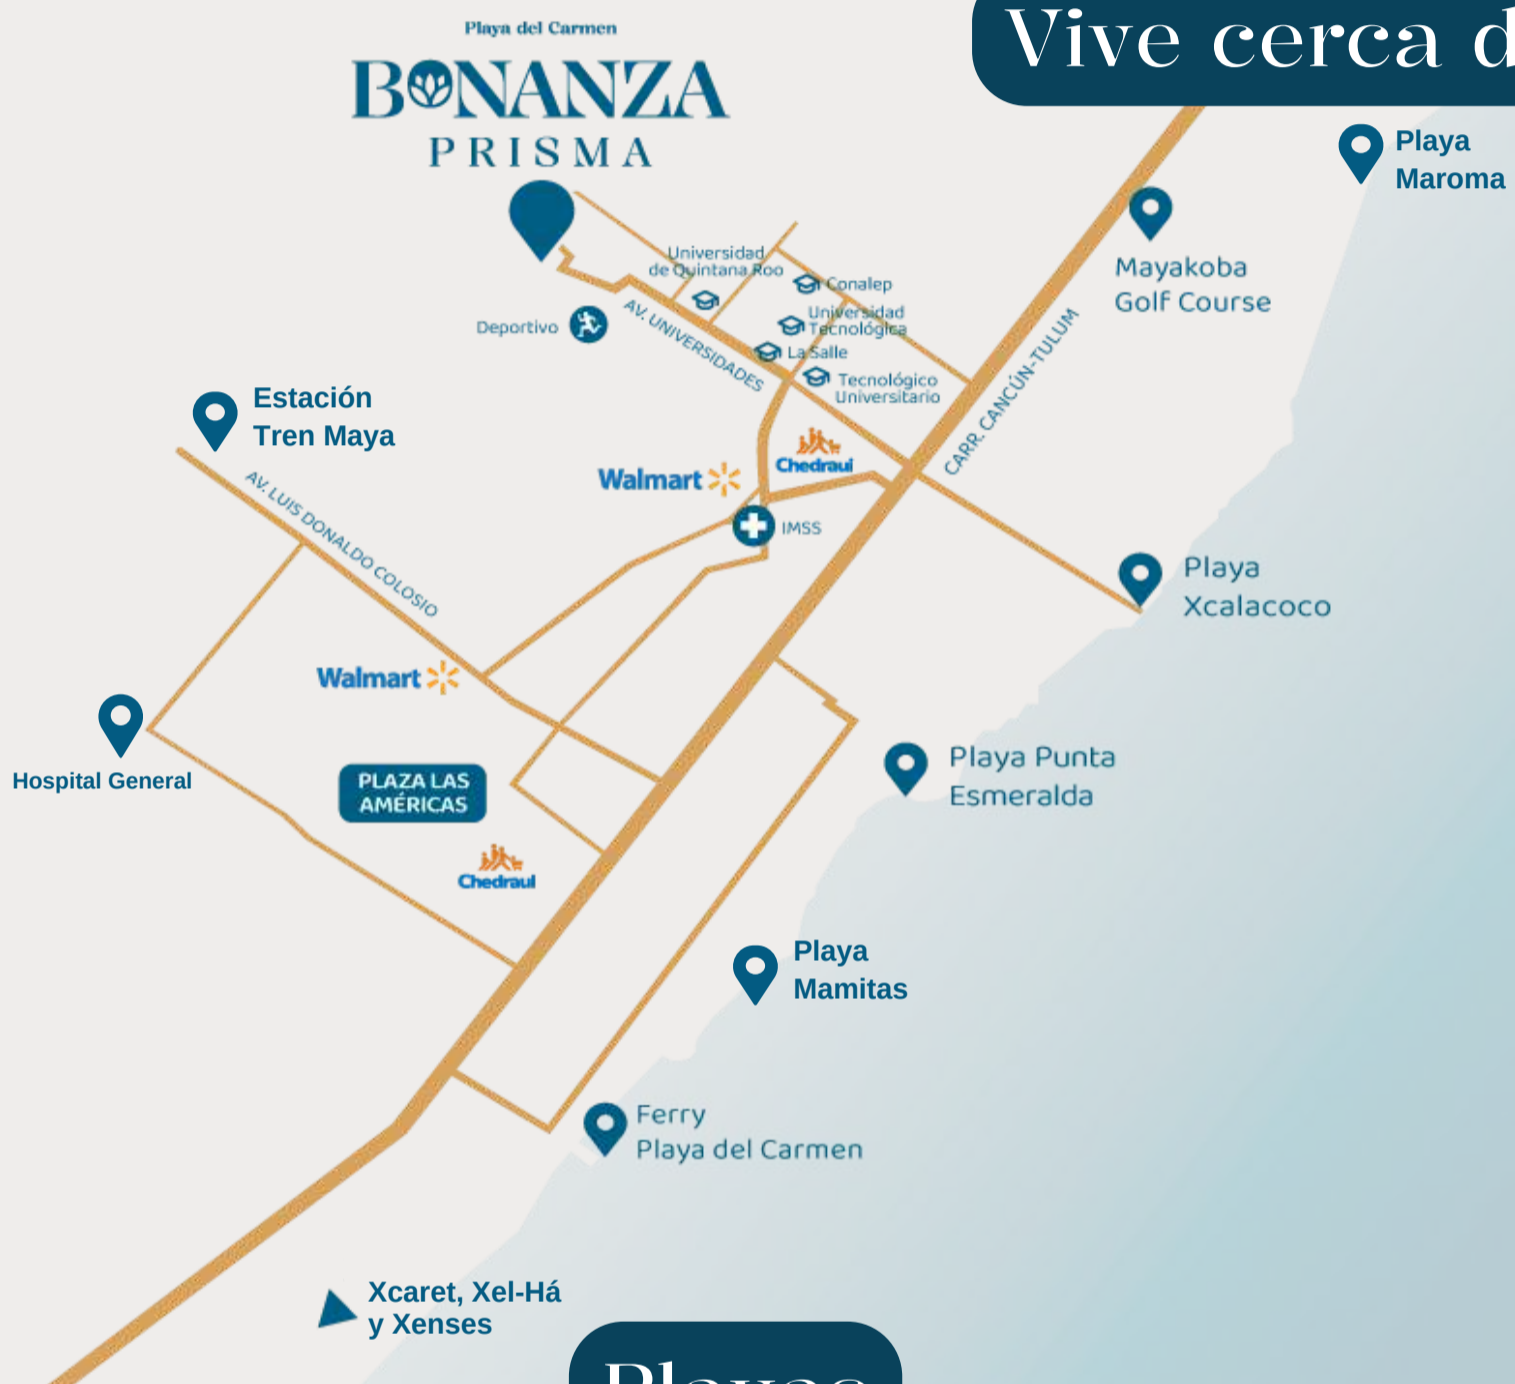 Playa del Carmen
BONANZA
PRISMA
Vive cerca d
Playa
Maroma
Mayakoba
Golf Course
Universidad
de Quintana Roo
Conalep
Universidad
Tecnológica
La Salle
Tecnológico
Universitario
Deportivo
AV. UNIVERSIDADES
CARR. CANCÚN-TULUM
Estación
Tren Maya
AV. LUIS DONALDO COLOSIO
Walmart
Chedraui
IMSS
Playa
Xcalacoco
Walmart
Hospital General
PLAZA LAS
AMÉRICAS
Chedraui
Playa Punta
Esmeralda
Playa
Mamitas
Ferry
Playa del Carmen
Xcaret, Xel-Há
y Xenses
Playas